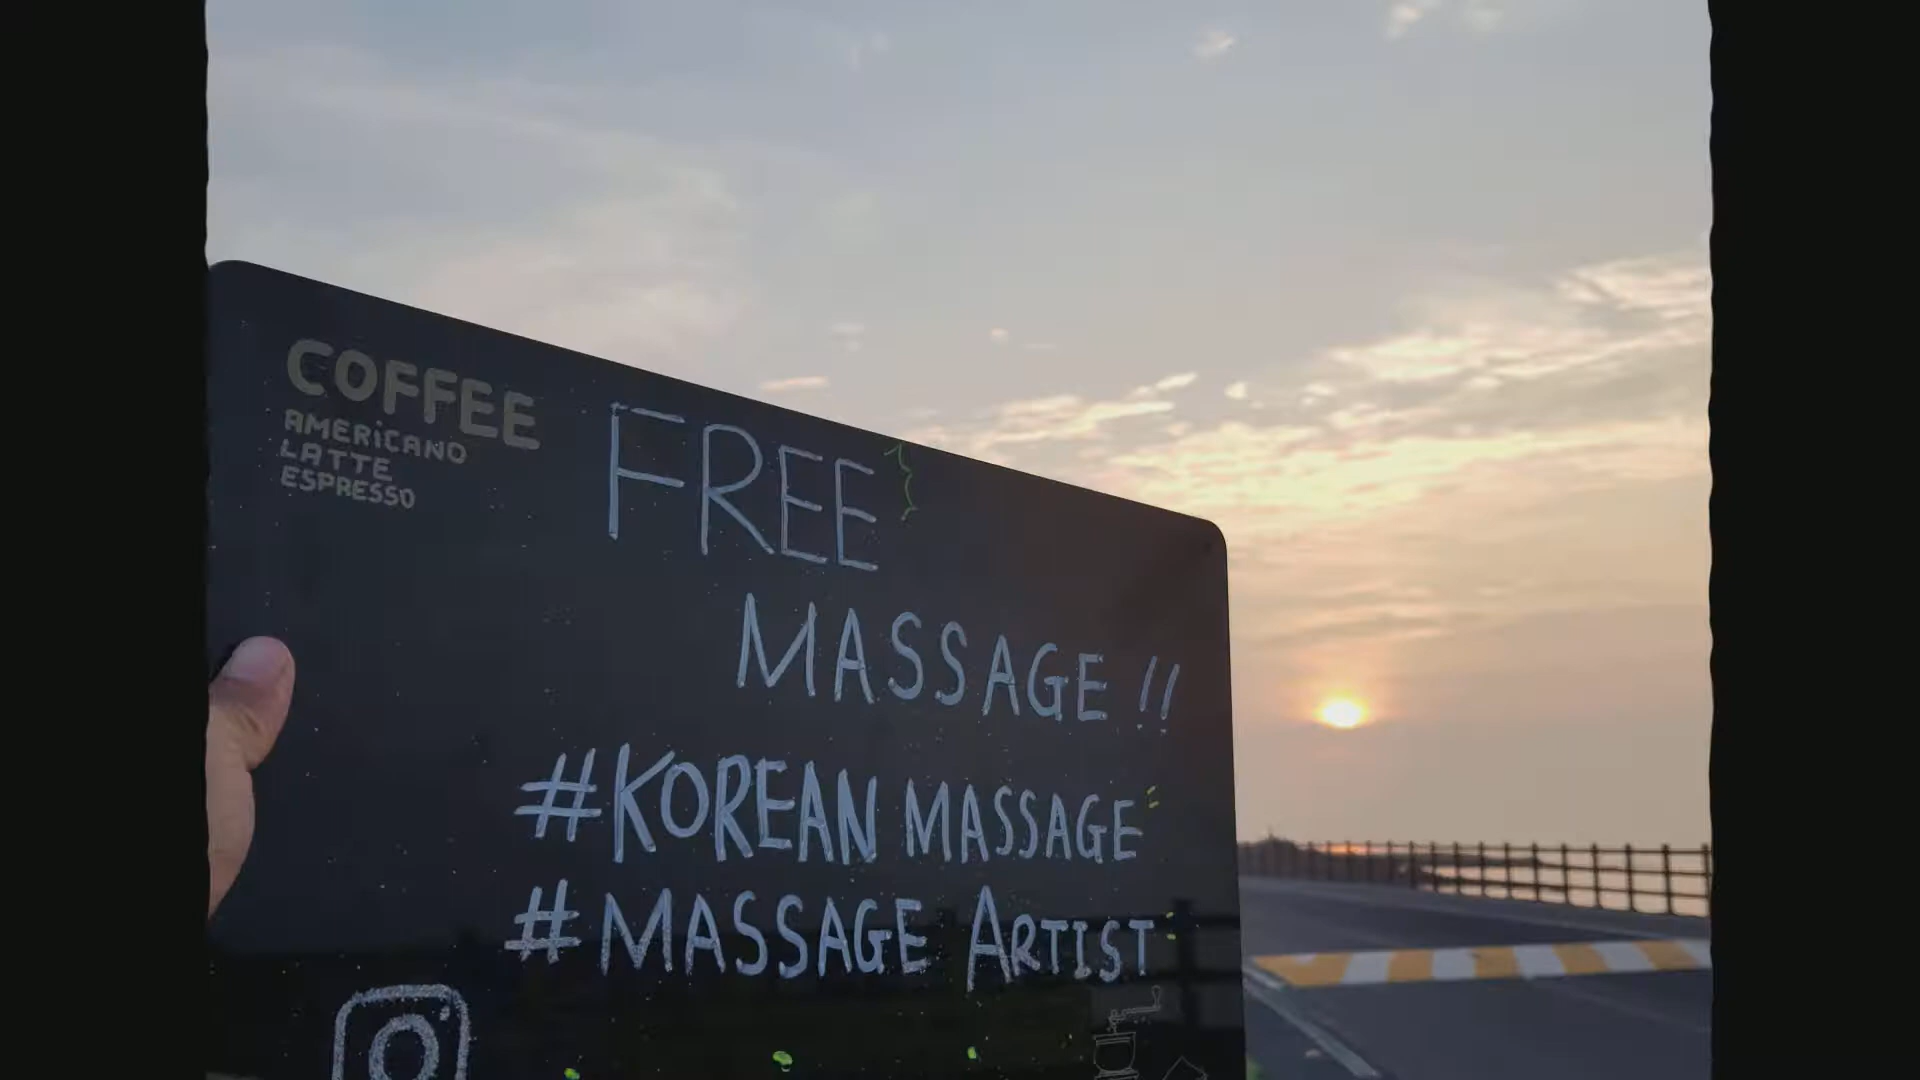 COFFEE
AMERiCANO
LATTE
ESPRESSO
FREE
MASSAGE !!
#KOREAN MASSAGE
#MASSAGE ARTIST